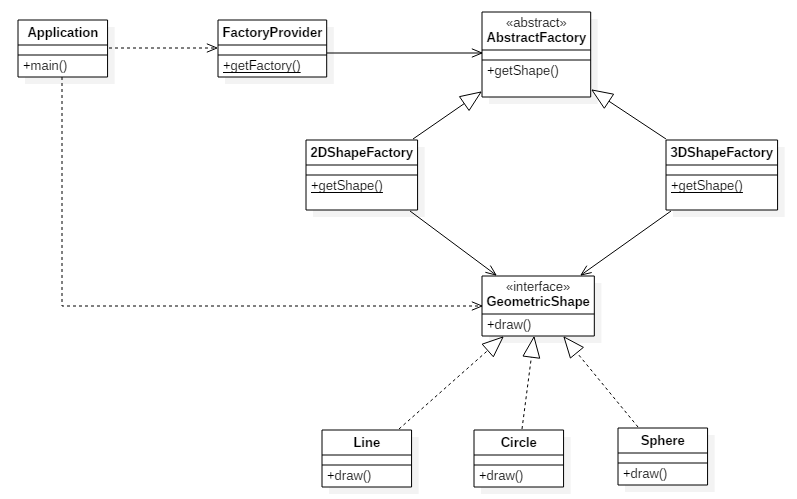 Application
+main()
FactoryProvider
+getFactory()
«abstract»
AbstractFactory
+getShape()
2DShapeFactory
+getShape()
3DShapeFactory
+getShape()
«interface»
GeometricShape
+draw()
Line
+draw()
Circle
+draw()
Sphere
+draw()